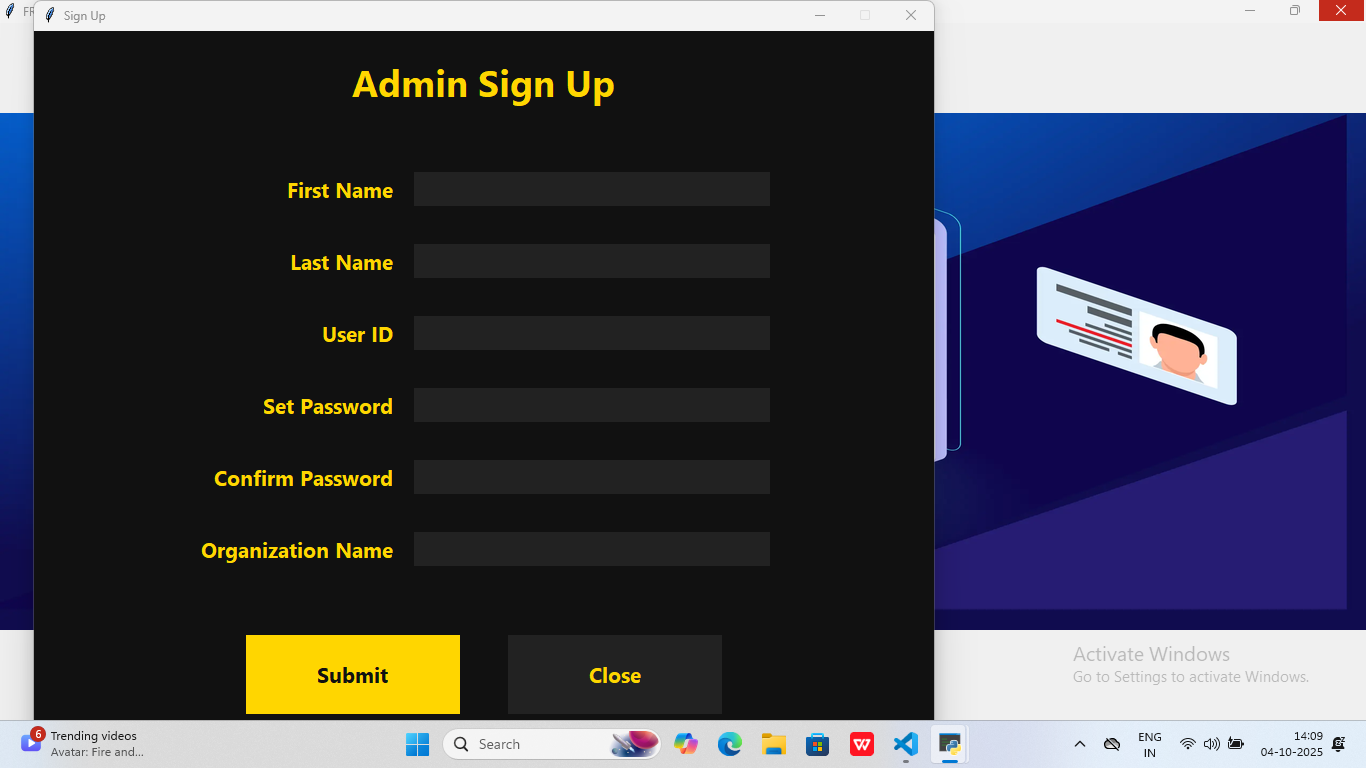 FR
Sign Up
Admin Sign Up
First Name
Last Name
User ID
Set Password
Confirm Password
Organization Name
Submit
Close
Activate Windows
Go to Settings to activate Windows.
6
Trending videos
Avatar: Fire and...
Search
W
ENG
IN
14:09
04-10-2025